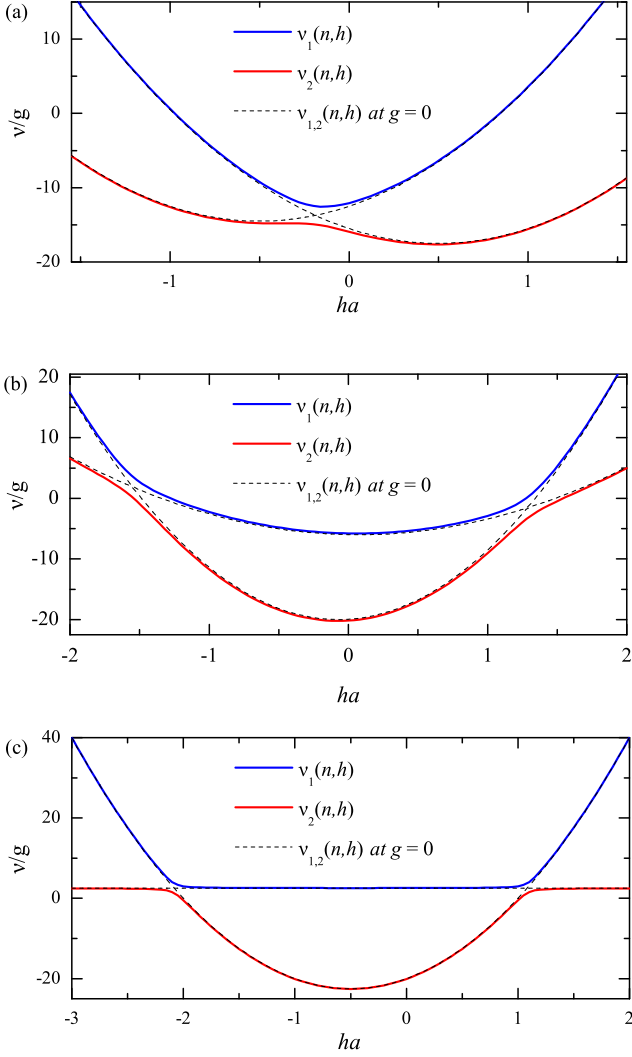 (a)
ν/g
10
0
-10
-20
ν₁(n,h)
ν₂(n,h)
ν₁,₂(n,h) at g = 0
-1 0 1
ha
(b)
ν/g
20
10
0
-10
-20
ν₁(n,h)
ν₂(n,h)
ν₁,₂(n,h) at g = 0
-2 -1 0 1 2
ha
(c)
ν/g
40
20
0
-20
ν₁(n,h)
ν₂(n,h)
ν₁,₂(n,h) at g = 0
-3 -2 -1 0 1 2
ha